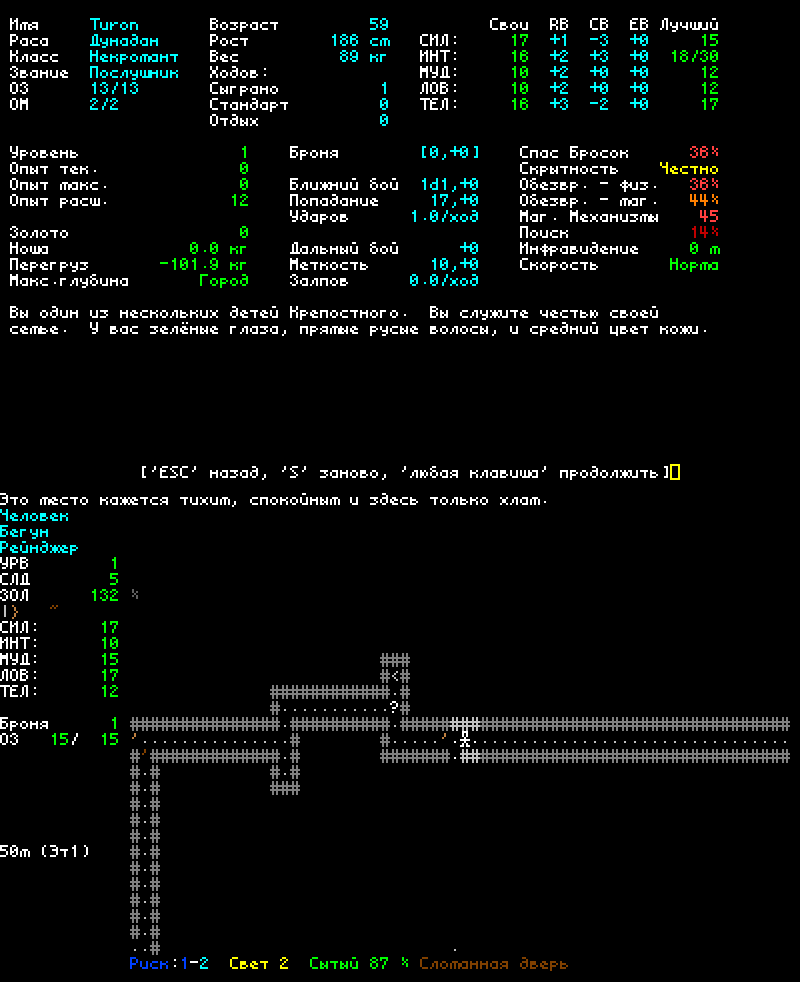 Имя Turon Возраст 59 Свои RB CB EB Лучший
Раса Дунадан Рост 186 cm СИЛ: 17 +1 -3 +0 15
Класс Некромант Вес 89 кг ИНТ: 16 +2 +3 +0 18/30
Звание Послушник Ходов: МУД: 10 +2 +0 +0 12
ОЗ 13/13 Сыграно 1 ЛОВ: 10 +2 +0 +0 12
ОМ 2/2 Стандарт 0 ТЕЛ: 16 +3 -2 +0 17
Отдых 0
Уровень 1 Броня [0,+0] Спас Бросок 36%
Опыт тек. 0 Скрытность Честно
Опыт макс. 0 Ближний бой 1d1,+0 Обезвр. - физ. 36%
Опыт расш. 12 Попадание 17,+0 Обезвр. - маг. 44%
Ударов 1.0/ход Маг. Механизмы 45
Золото 0 Поиск 14%
Ноша 0.0 кг Дальный бой +0 Инфравидение 0 m
Перегруз -101.9 кг Меткость 10,+0 Скорость Норма
Макс.глубина Город Залпов 0.0/ход
Вы один из нескольких детей Крепостного. Вы служите честью своей
семье. У вас зелёные глаза, прямые русые волосы, и средний цвет кожи.
['ESC' назад, 'S' заново, 'любая клавиша' продолжить]
Это место кажется тихим, спокойным и здесь только хлам.
Человек
Бегун
Рейнджер
УРВ 1
СЛД 5
ЗОЛ 132
СИЛ: 17
ИНТ: 10
МУД: 15
ЛОВ: 17
ТЕЛ: 12
Броня 1
ОЗ 15/ 15
50m (Эт1)
Риск:1-2 Свет 2 Сытый 87 % Сломанная дверь